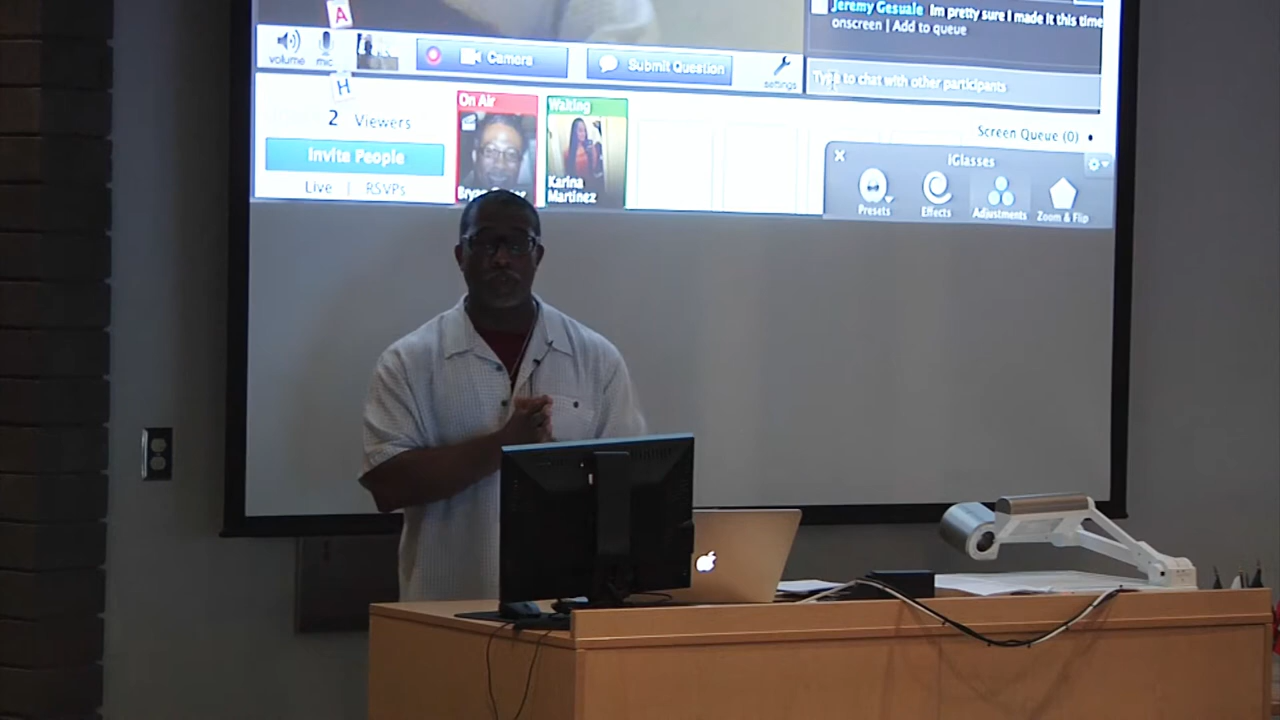 A
Jeremy Gesuale Im pretty sure I made it this time
onscreen | Add to queue
volume mic
Camera
Submit Question
settings
Type to chat with other participants
H
2 Viewers
Invite People
Live | RSVPs
On Air
Waiting
Karina
Martinez
Screen Queue (0)
iGlasses
Presets
Effects
Adjustments
Zoom & Flip